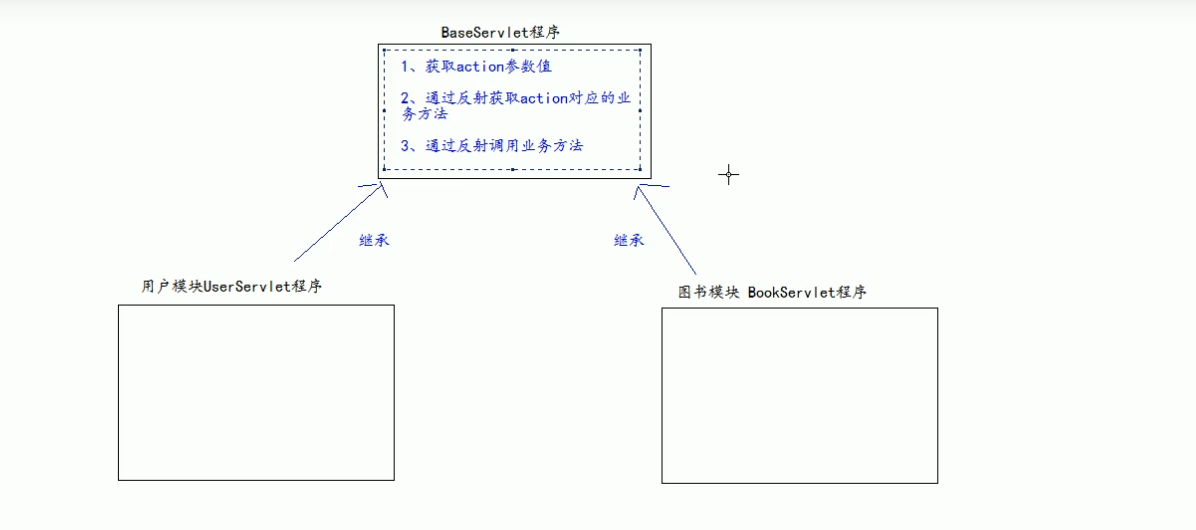 BaseServlet程序
1、获取action参数值
2、通过反射获取action对应的业
务方法
3、通过反射调用业务方法
继承
继承
用户模块UserServlet程序
图书模块 BookServlet程序